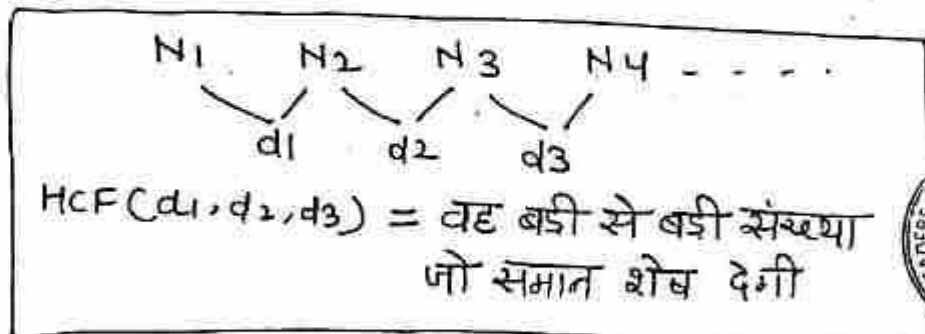 N1 N2 N3 N4 - - - -
d1 d2 d3
HCF(d1, d2, d3) = वह बडी से बडी संख्या
जो समान शेष देगी